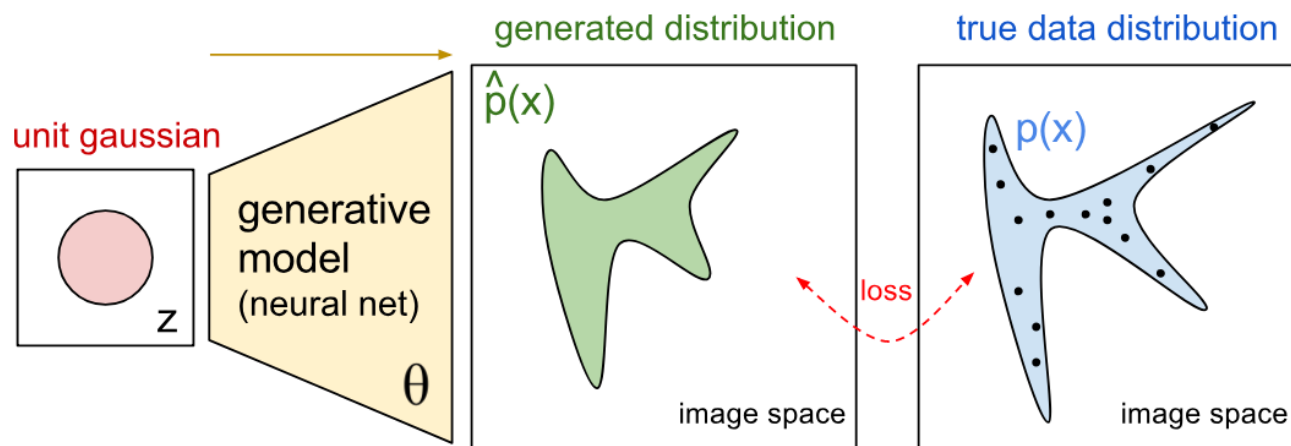 generated distribution
true data distribution
unit gaussian
p̂(x)
p(x)
generative
model
(neural net)
z
θ
loss
image space
image space